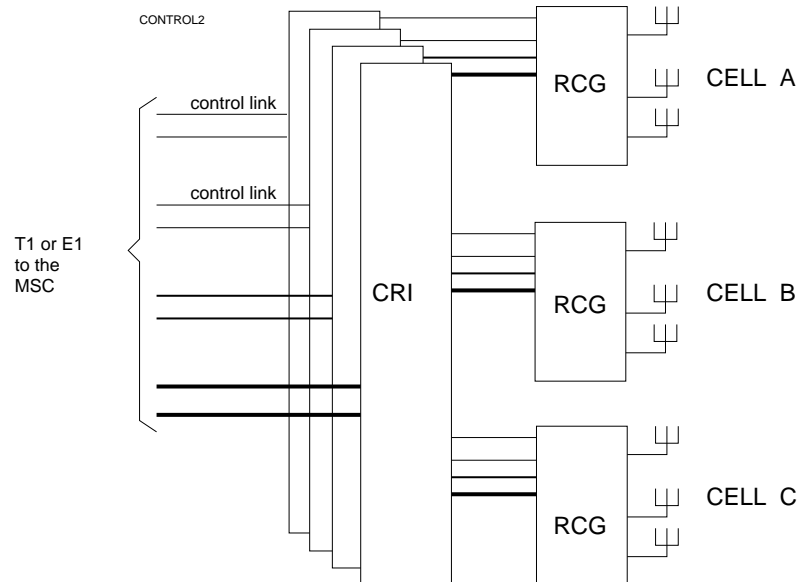 CONTROL2
control link
control link
T1 or E1
to the
MSC
CRI
RCG
CELL A
RCG
CELL B
RCG
CELL C